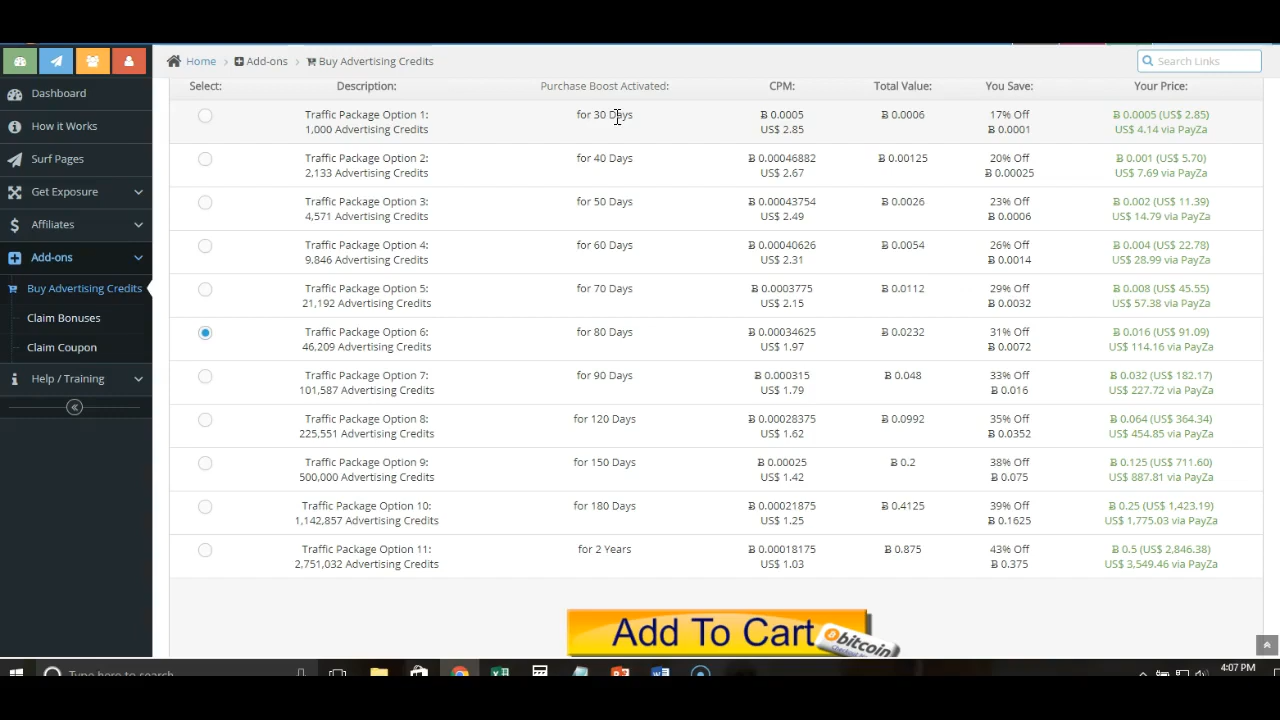 Home Add-ons Buy Advertising Credits
Search Links
Dashboard
How it Works
Surf Pages
Get Exposure
Affiliates
Add-ons
Buy Advertising Credits
Claim Bonuses
Claim Coupon
Help / Training
Select: Description: Purchase Boost Activated: CPM: Total Value: You Save: Your Price:
Traffic Package Option 1: for 30 Days Ƀ 0.0005 Ƀ 0.0006 17% Off Ƀ 0.0005 (US$ 2.85)
1,000 Advertising Credits US$ 2.85 Ƀ 0.0001 US$ 4.14 via PayZa
Traffic Package Option 2: for 40 Days Ƀ 0.00046882 Ƀ 0.00125 20% Off Ƀ 0.001 (US$ 5.70)
2,133 Advertising Credits US$ 2.67 Ƀ 0.00025 US$ 7.69 via PayZa
Traffic Package Option 3: for 50 Days Ƀ 0.00043754 Ƀ 0.0026 23% Off Ƀ 0.002 (US$ 11.39)
4,571 Advertising Credits US$ 2.49 Ƀ 0.0006 US$ 14.79 via PayZa
Traffic Package Option 4: for 60 Days Ƀ 0.00040626 Ƀ 0.0054 26% Off Ƀ 0.004 (US$ 22.78)
9,846 Advertising Credits US$ 2.31 Ƀ 0.0014 US$ 28.99 via PayZa
Traffic Package Option 5: for 70 Days Ƀ 0.0003775 Ƀ 0.0112 29% Off Ƀ 0.008 (US$ 45.55)
21,192 Advertising Credits US$ 2.15 Ƀ 0.0032 US$ 57.38 via PayZa
Traffic Package Option 6: for 80 Days Ƀ 0.00034625 Ƀ 0.0232 31% Off Ƀ 0.016 (US$ 91.09)
46,209 Advertising Credits US$ 1.97 Ƀ 0.0072 US$ 114.16 via PayZa
Traffic Package Option 7: for 90 Days Ƀ 0.000315 Ƀ 0.048 33% Off Ƀ 0.032 (US$ 182.17)
101,587 Advertising Credits US$ 1.79 Ƀ 0.016 US$ 227.72 via PayZa
Traffic Package Option 8: for 120 Days Ƀ 0.00028375 Ƀ 0.0992 35% Off Ƀ 0.064 (US$ 364.34)
225,551 Advertising Credits US$ 1.62 Ƀ 0.0352 US$ 454.85 via PayZa
Traffic Package Option 9: for 150 Days Ƀ 0.00025 Ƀ 0.2 38% Off Ƀ 0.125 (US$ 711.60)
500,000 Advertising Credits US$ 1.42 Ƀ 0.075 US$ 887.81 via PayZa
Traffic Package Option 10: for 180 Days Ƀ 0.00021875 Ƀ 0.4125 39% Off Ƀ 0.25 (US$ 1,423.19)
1,142,857 Advertising Credits US$ 1.25 Ƀ 0.1625 US$ 1,775.03 via PayZa
Traffic Package Option 11: for 2 Years Ƀ 0.00018175 Ƀ 0.875 43% Off Ƀ 0.5 (US$ 2,846.38)
2,751,032 Advertising Credits US$ 1.03 Ƀ 0.375 US$ 3,549.46 via PayZa
Add To Cart
bitcoin
Type here to search
4:07 PM